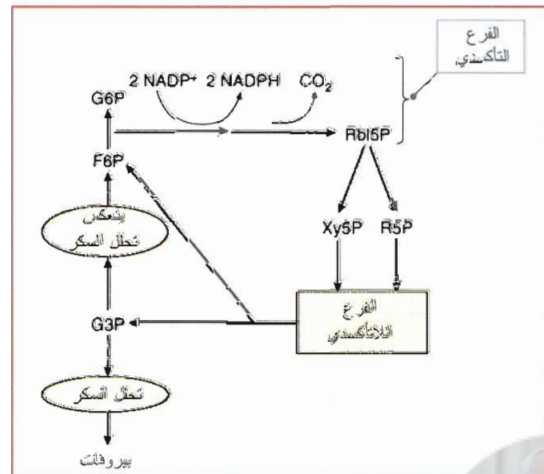 الفرع
التأكسدي
2 NADP⁺ 2 NADPH CO₂
G6P
Rbl5P
F6P
ينعكس
تحلل السكر
Xy5P R5P
الفرع
اللاتأكسدي
G3P
تحلل السكر
بيروفات